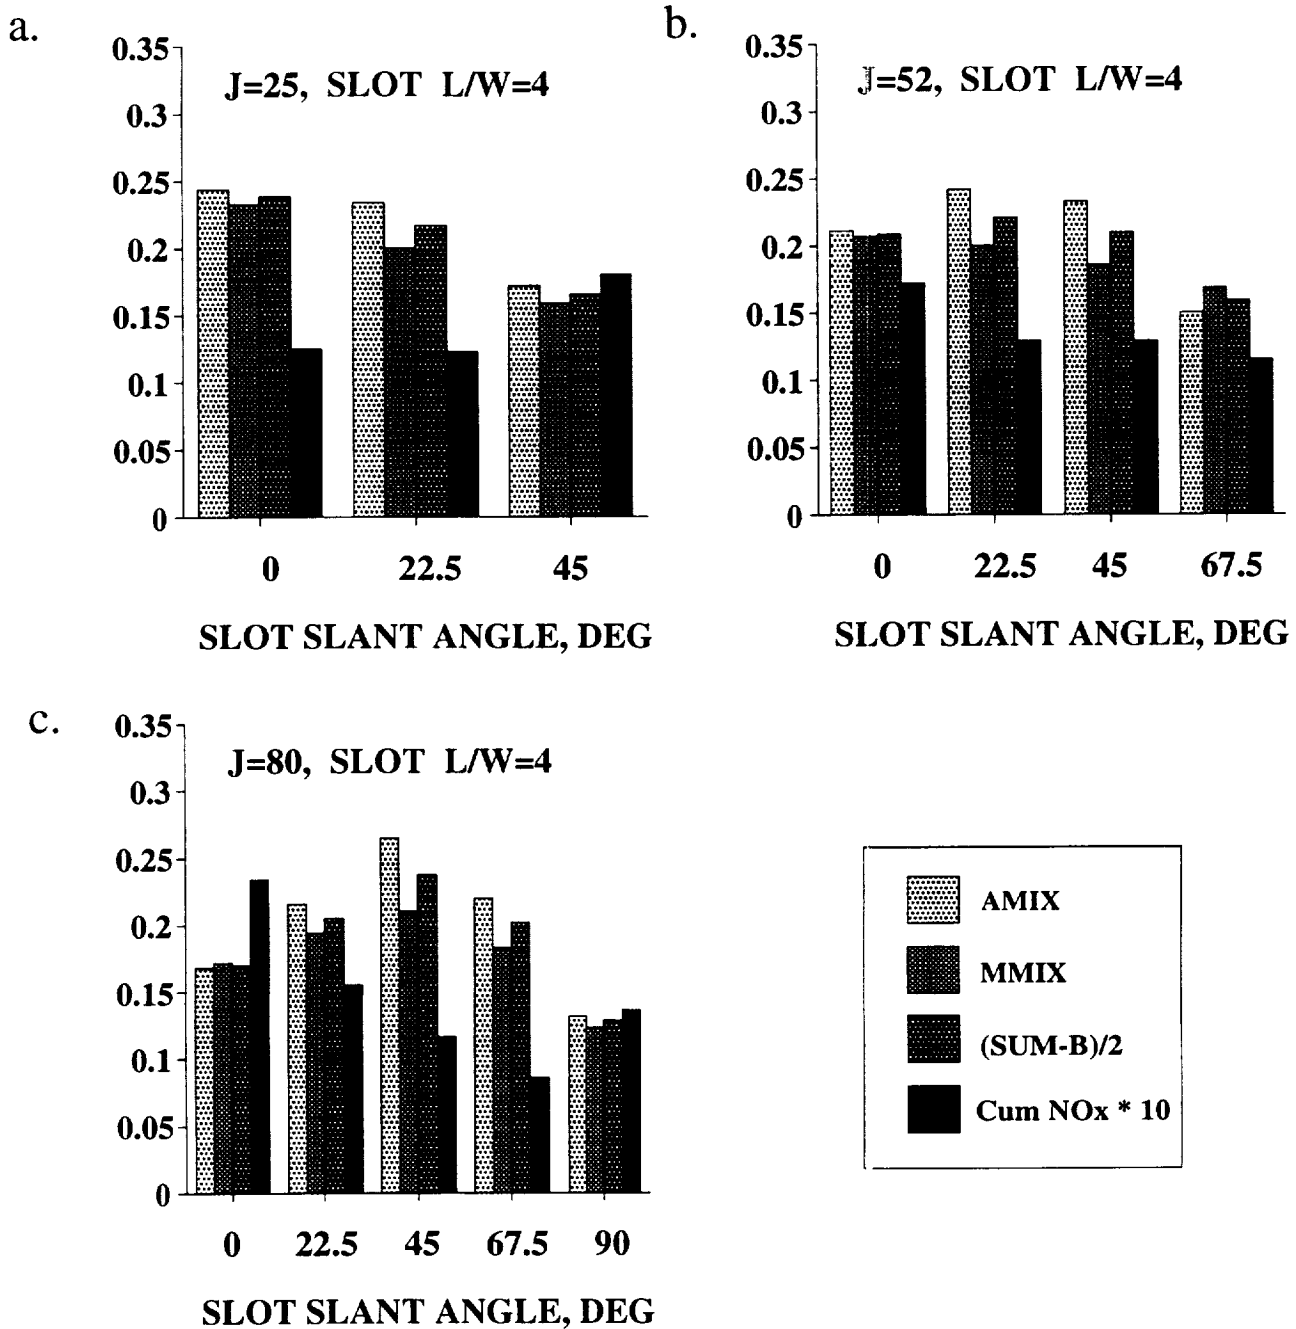 a.
J=25, SLOT L/W=4
0.35
0.3
0.25
0.2
0.15
0.1
0.05
0
0 22.5 45
SLOT SLANT ANGLE, DEG
b.
J=52, SLOT L/W=4
0.35
0.3
0.25
0.2
0.15
0.1
0.05
0
0 22.5 45 67.5
SLOT SLANT ANGLE, DEG
c.
J=80, SLOT L/W=4
0.35
0.3
0.25
0.2
0.15
0.1
0.05
0
0 22.5 45 67.5 90
SLOT SLANT ANGLE, DEG
AMIX
MMIX
(SUM-B)/2
Cum NOx * 10